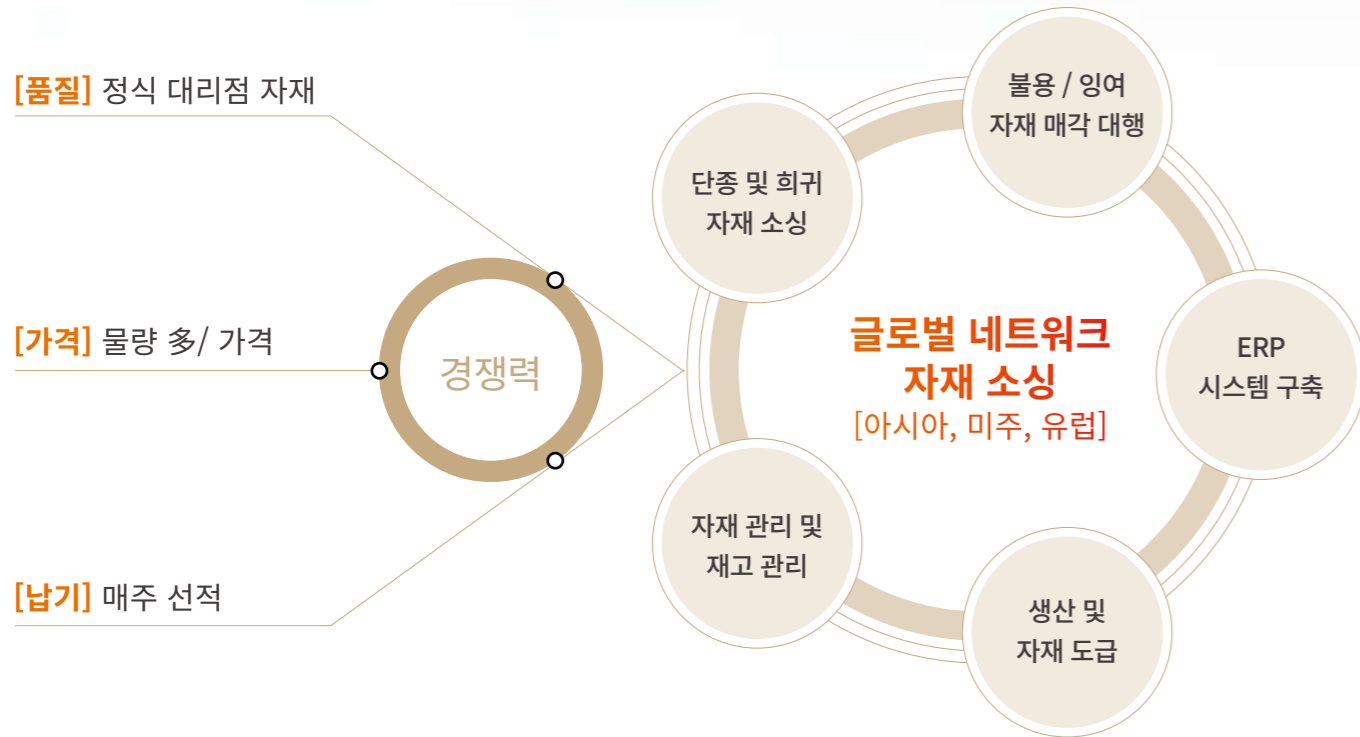 [품질] 정식 대리점 자재
[가격] 물량 多/ 가격
[납기] 매주 선적
경쟁력
글로벌 네트워크
자재 소싱
[아시아, 미주, 유럽]
단종 및 희귀
자재 소싱
불용 / 잉여
자재 매각 대행
ERP
시스템 구축
생산 및
자재 도급
자재 관리 및
재고 관리